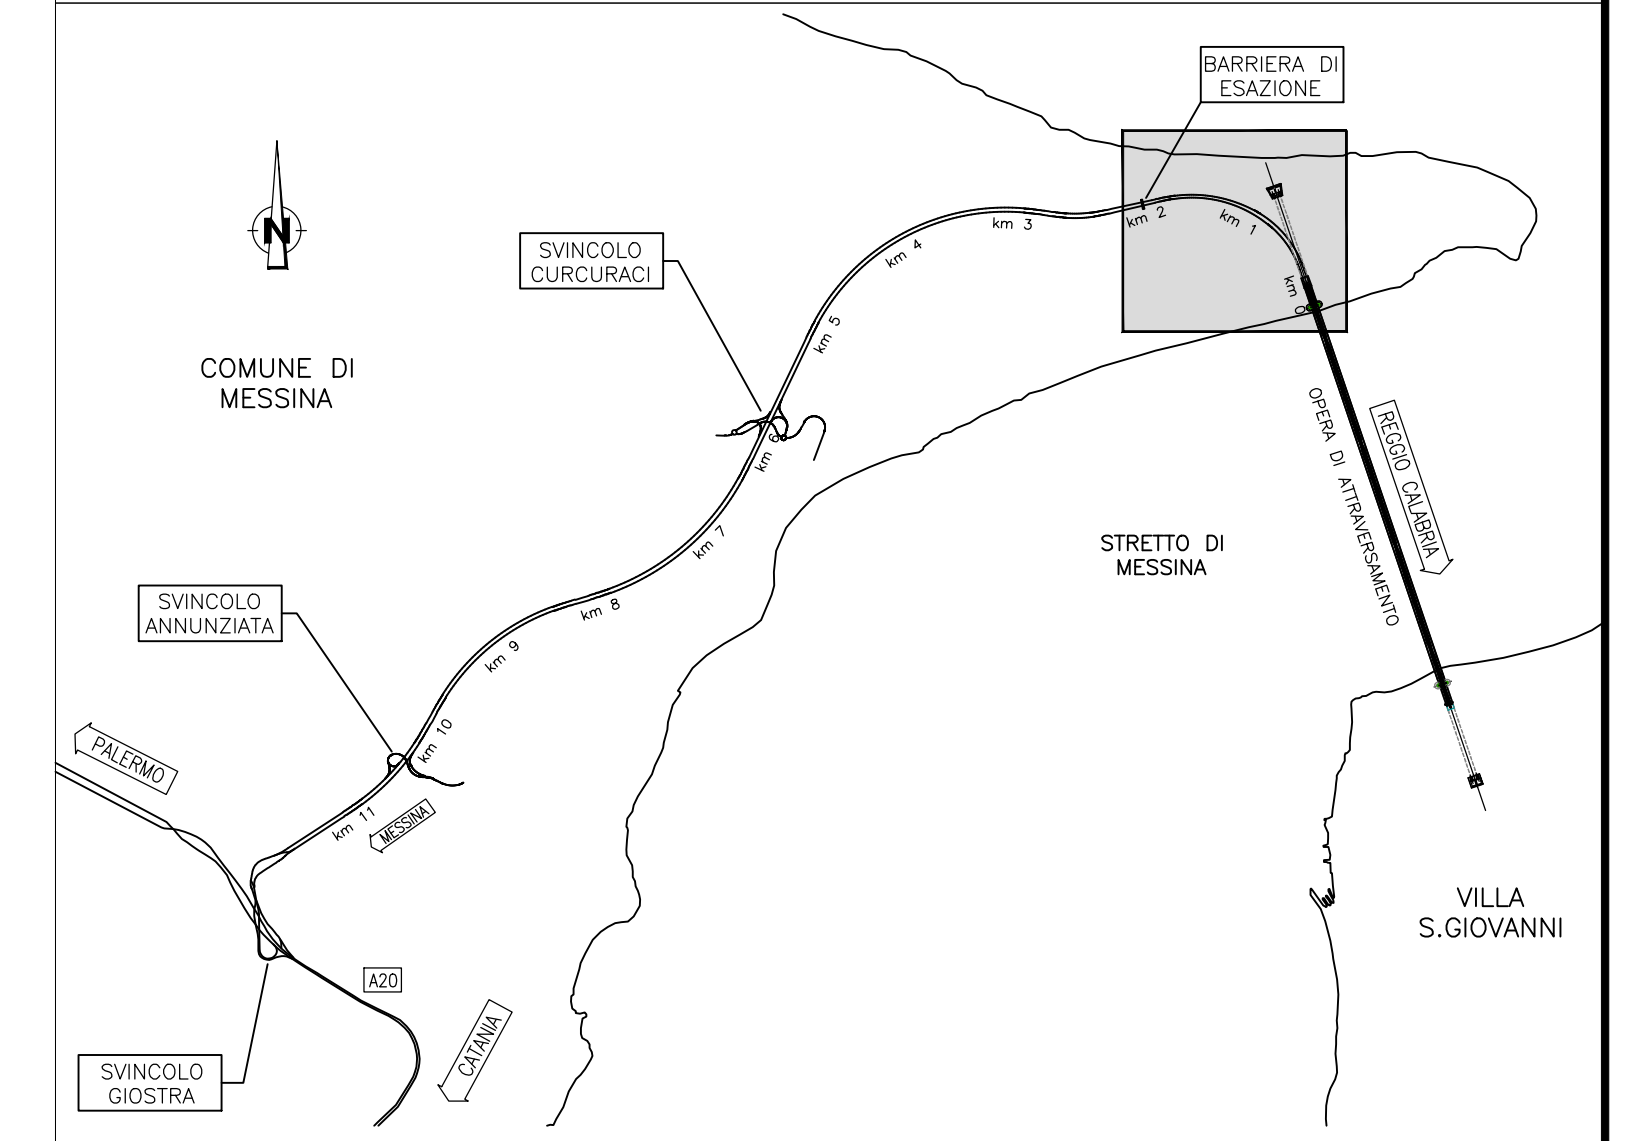 BARRIERA DI
ESAZIONE
N
SVINCOLO
CURCURACI
km 0
km 1
km 2
km 3
km 4
km 5
km 6
km 7
km 8
km 9
km 10
km 11
COMUNE DI
MESSINA
OPERA DI ATTRAVERSAMENTO
REGGIO CALABRIA
STRETTO DI
MESSINA
SVINCOLO
ANNUNZIATA
PALERMO
MESSINA
VILLA
S.GIOVANNI
A20
CATANIA
SVINCOLO
GIOSTRA